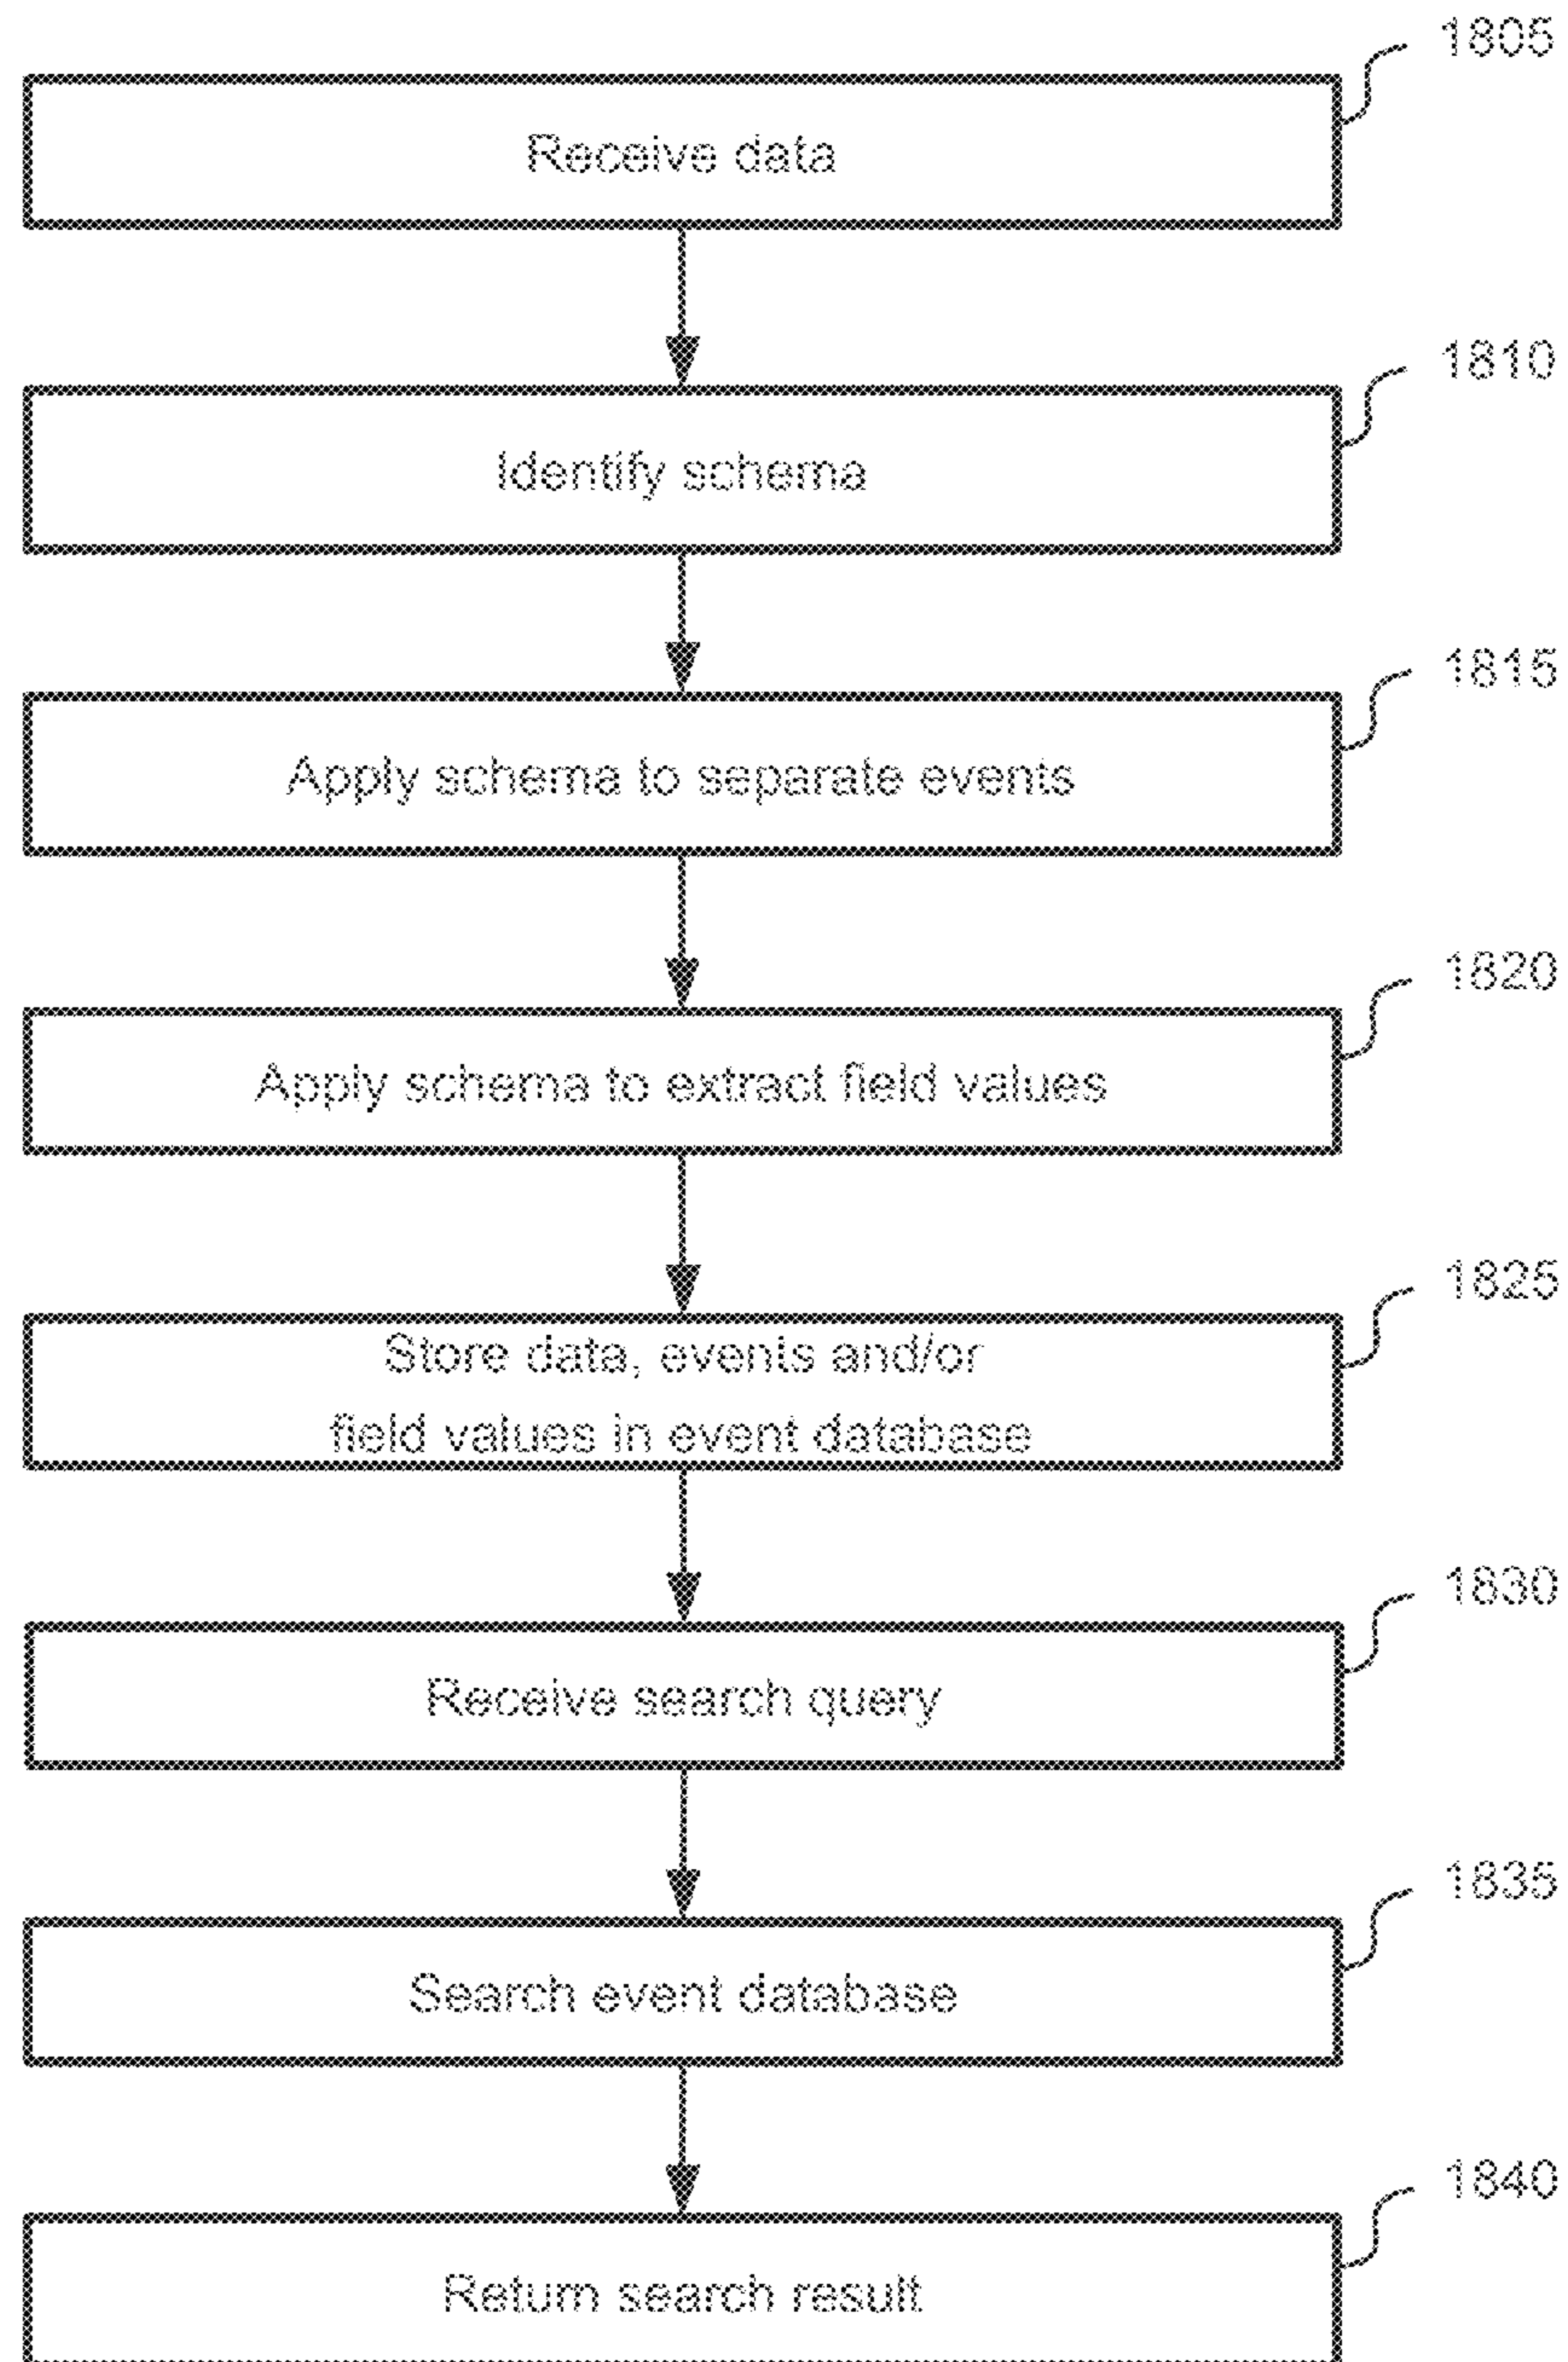 1805
Receive data
1810
Identify schema
1815
Apply schema to separate events
1820
Apply schema to extract field values
1825
Store data, events and/or
field values in event database
1830
Receive search query
1835
Search event database
1840
Return search result